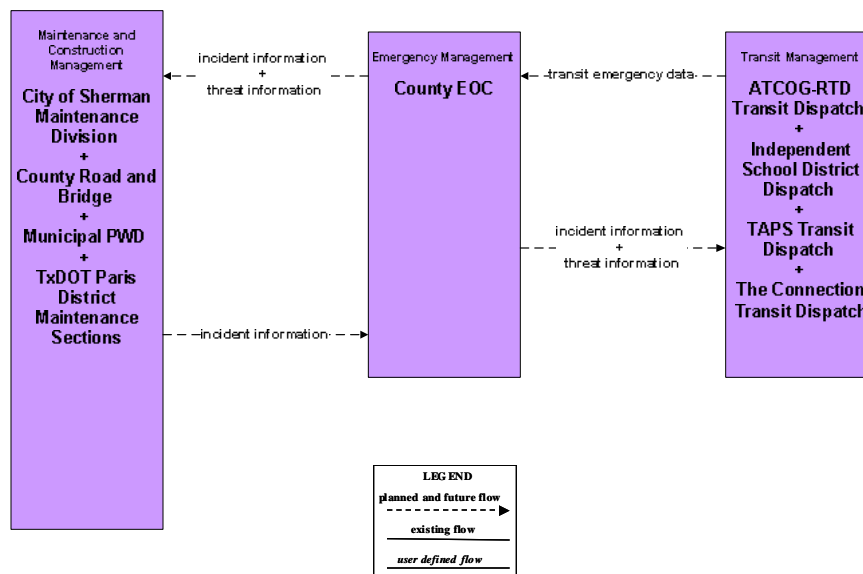 Maintenance and
Construction
Management
City of Sherman
Maintenance
Division
+
County Road and
Bridge
+
Municipal PWD
+
TxDOT Paris
District
Maintenance
Sections
incident information
+
threat information
incident information
Emergency Management
County EOC
transit emergency data
incident information
+
threat information
Transit Management
ATCOG-RTD
Transit Dispatch
+
Independent
School District
Dispatch
+
TAPS Transit
Dispatch
+
The Connection
Transit Dispatch
LEGEND
planned and future flow
existing flow
user defined flow